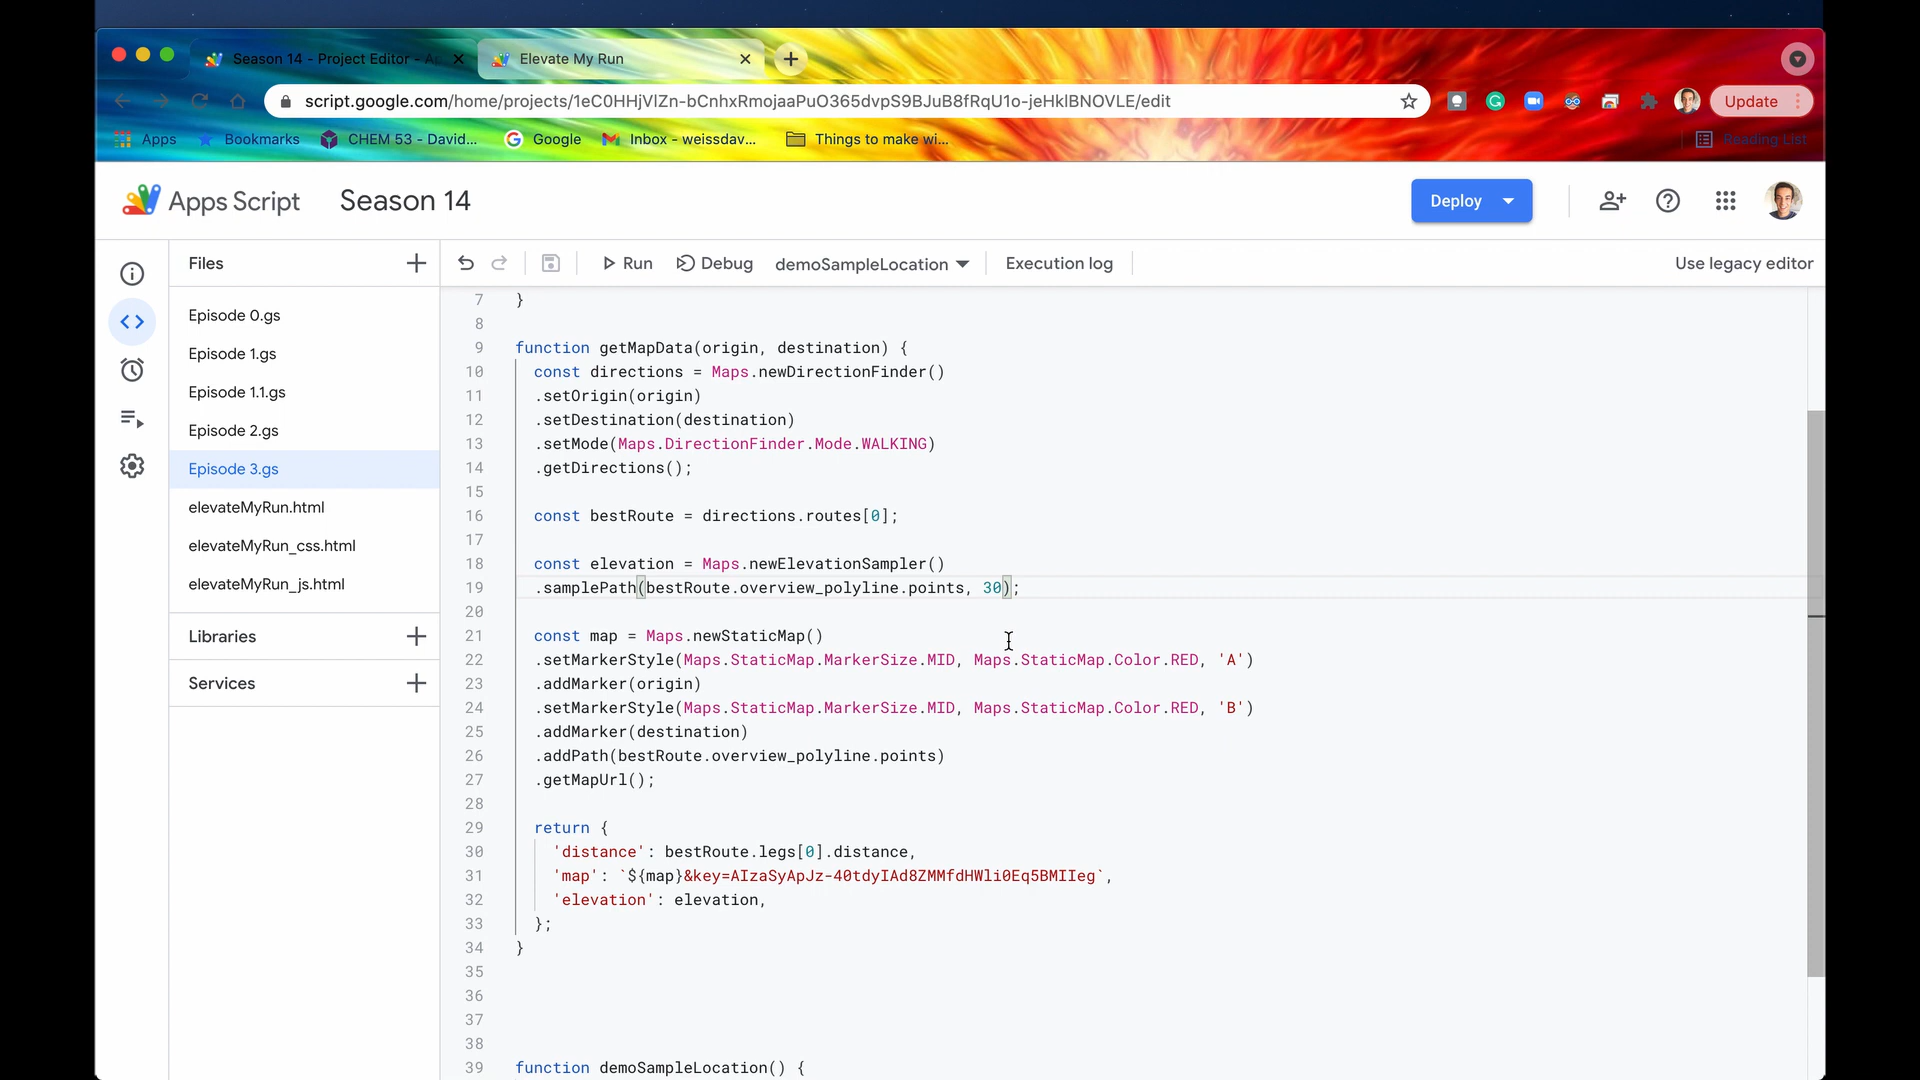 Season 14 - Project Editor - Ap
Elevate My Run
script.google.com/home/projects/1eC0HHjVlZn-bCnhxRmojaaPuO365dvpS9BJuB8fRqU1o-jeHklBNOVLE/edit
Update
Apps
Bookmarks
CHEM 53 - David...
Google
Inbox - weissdav...
Things to make wi...
Reading List
Apps Script
Season 14
Deploy
Files
Run
Debug
demoSampleLocation
Execution log
Use legacy editor
Episode 0.gs
Episode 1.gs
Episode 1.1.gs
Episode 2.gs
Episode 3.gs
elevateMyRun.html
elevateMyRun_css.html
elevateMyRun_js.html
Libraries
Services
7 }
8
9 function getMapData(origin, destination) {
10 const directions = Maps.newDirectionFinder()
11 .setOrigin(origin)
12 .setDestination(destination)
13 .setMode(Maps.DirectionFinder.Mode.WALKING)
14 .getDirections();
15
16 const bestRoute = directions.routes[0];
17
18 const elevation = Maps.newElevationSampler()
19 .samplePath(bestRoute.overview_polyline.points, 30);
20
21 const map = Maps.newStaticMap()
22 .setMarkerStyle(Maps.StaticMap.MarkerSize.MID, Maps.StaticMap.Color.RED, 'A')
23 .addMarker(origin)
24 .setMarkerStyle(Maps.StaticMap.MarkerSize.MID, Maps.StaticMap.Color.RED, 'B')
25 .addMarker(destination)
26 .addPath(bestRoute.overview_polyline.points)
27 .getMapUrl();
28
29 return {
30 'distance': bestRoute.legs[0].distance,
31 'map': `${map}&key=AIzaSyApJz-40tdyIAd8ZMMfdHWli0Eq5BMIIeg`,
32 'elevation': elevation,
33 };
34 }
35
36
37
38
39 function demoSampleLocation() {